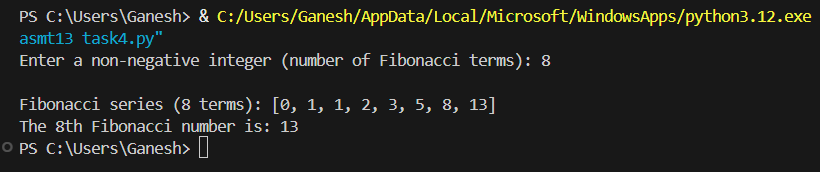 PS C:\Users\Ganesh> & C:/Users/Ganesh/AppData/Local/Microsoft/WindowsApps/python3.12.exe
asmt13 task4.py"
Enter a non-negative integer (number of Fibonacci terms): 8
Fibonacci series (8 terms): [0, 1, 1, 2, 3, 5, 8, 13]
The 8th Fibonacci number is: 13
PS C:\Users\Ganesh>